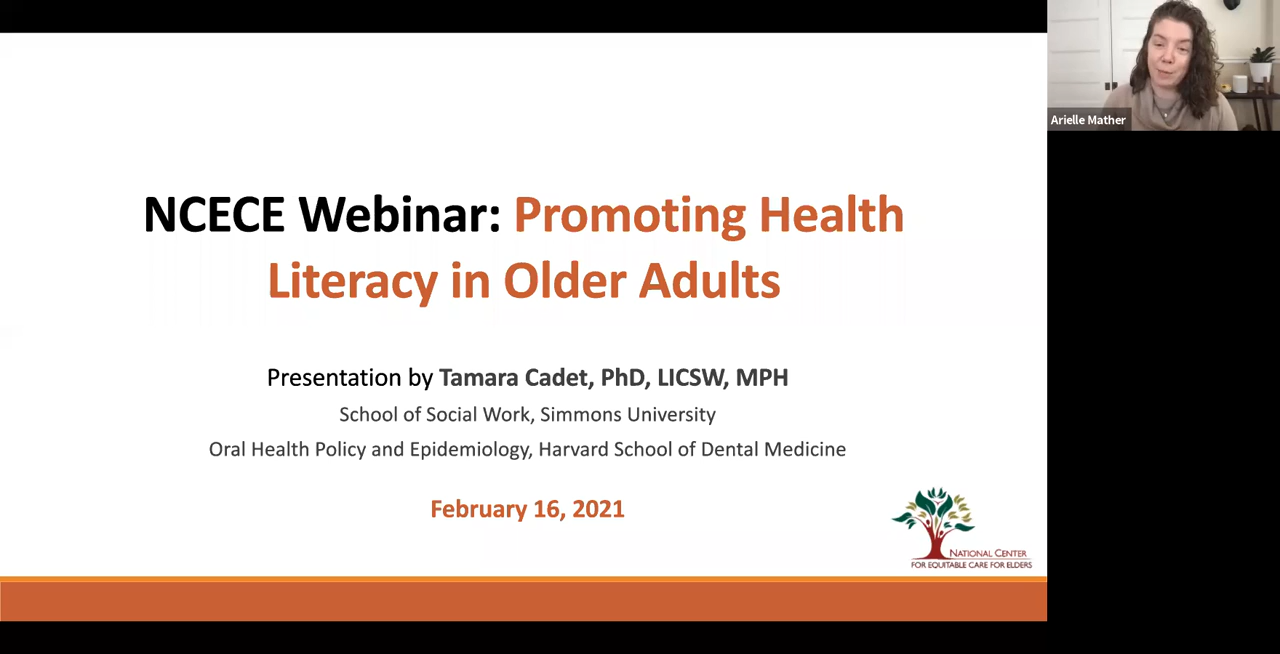 NCECE Webinar: Promoting Health
Literacy in Older Adults
Presentation by Tamara Cadet, PhD, LICSW, MPH
School of Social Work, Simmons University
Oral Health Policy and Epidemiology, Harvard School of Dental Medicine
February 16, 2021
NATIONAL CENTER
FOR EQUITABLE CARE FOR ELDERS
Arielle Mather